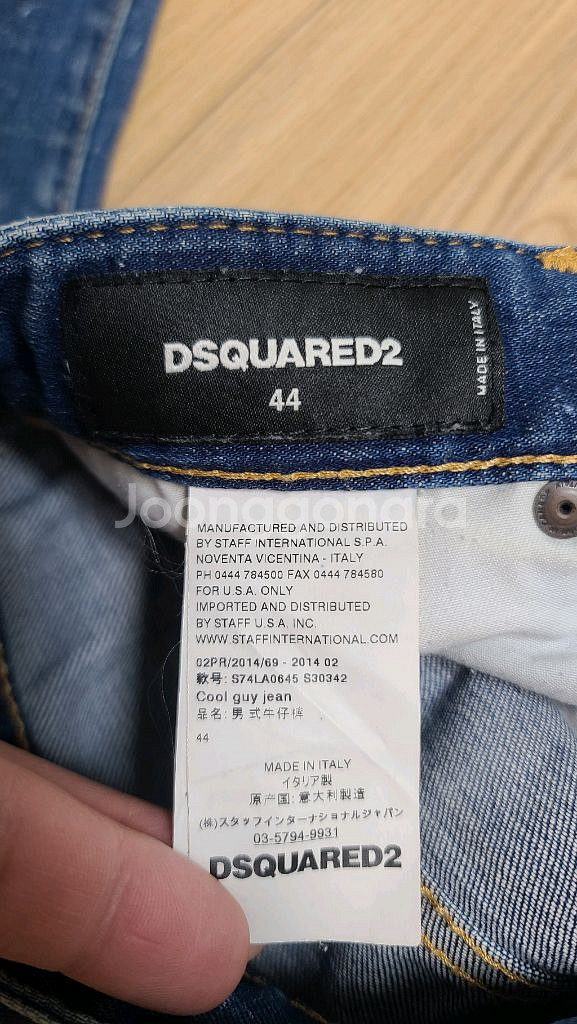 DSQUARED2
44
MADE IN ITALY
Joonggonara
MANUFACTURED AND DISTRIBUTED
BY STAFF INTERNATIONAL S.P.A.
NOVENTA VICENTINA - ITALY
PH 0444 784500 FAX 0444 784580
FOR U.S.A. ONLY
IMPORTED AND DISTRIBUTED
BY STAFF U.S.A. INC.
WWW.STAFFINTERNATIONAL.COM
02PR/2014/69 - 2014 02
款号: S74LA0645 S30342
Cool guy jean
品名: 男式牛仔裤
44
MADE IN ITALY
イタリア製
原产国: 意大利製造
(株)スタッフインターナショナルジャパン
03-5794-9931
DSQUARED2